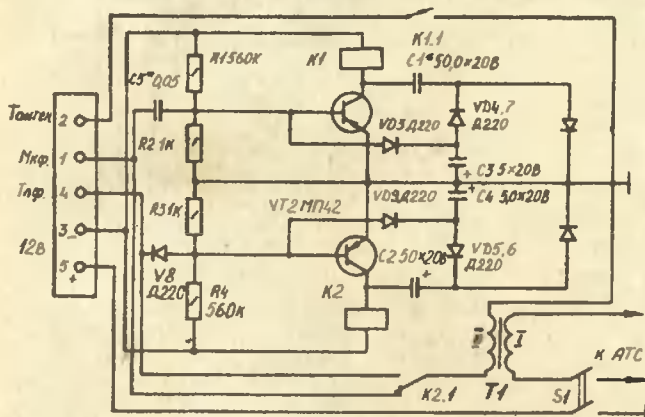 R1 560К
К1
К1.1
С1* 50,0×20В
С5* 0,05
Тангент 2
R2 1К
VD3 Д220
VD4,7
Д220
Мкф. 1
С3 5×20В
С4 5,0×20В
Тлф. 4
R3 1К
VT2 МП42
VD9 Д220
12В
3 -
5 +
V8
Д220
R4
560К
С2 50×20В
VD5,6
Д220
К2
К2.1
II
I
Т1
К АТС
S1